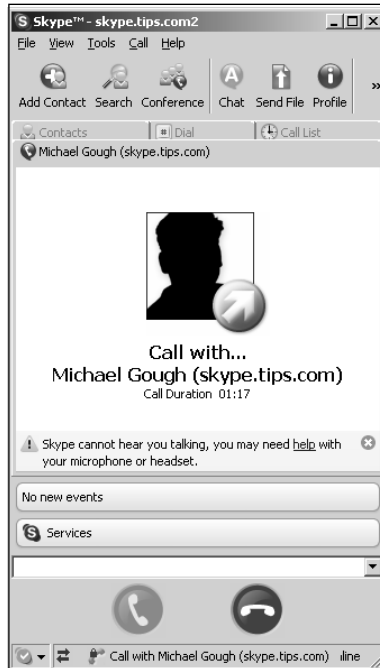 Skype™ - skype.tips.com2
File View Tools Call Help
Add Contact Search Conference Chat Send File Profile »
Contacts Dial Call List
Michael Gough (skype.tips.com)
Call with...
Michael Gough (skype.tips.com)
Call Duration 01:17
Skype cannot hear you talking, you may need help with
your microphone or headset.
No new events
Services
Call with Michael Gough (skype.tips.com) line